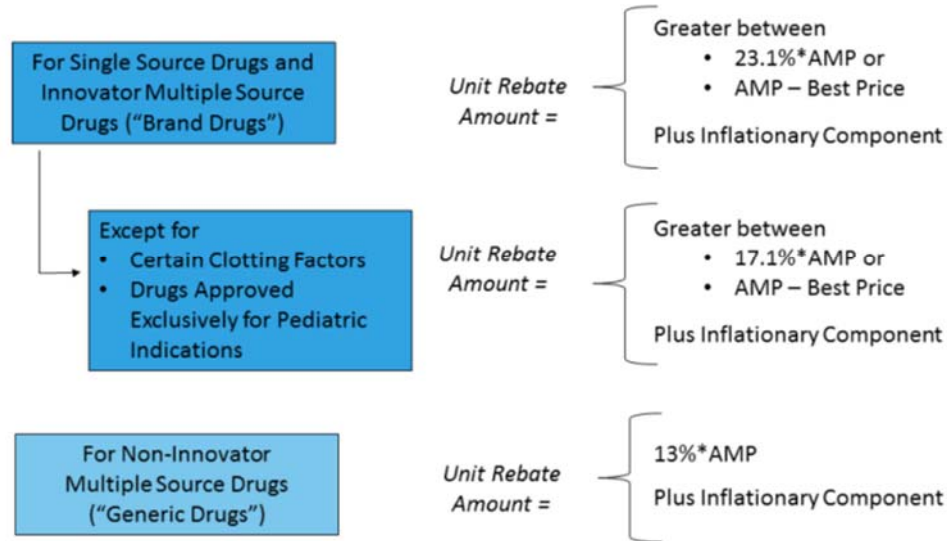 For Single Source Drugs and
Innovator Multiple Source
Drugs (“Brand Drugs”)
Unit Rebate
Amount =
Greater between
• 23.1%*AMP or
• AMP – Best Price
Plus Inflationary Component
Except for
• Certain Clotting Factors
• Drugs Approved
Exclusively for Pediatric
Indications
Unit Rebate
Amount =
Greater between
• 17.1%*AMP or
• AMP – Best Price
Plus Inflationary Component
For Non-Innovator
Multiple Source Drugs
(“Generic Drugs”)
Unit Rebate
Amount =
13%*AMP
Plus Inflationary Component